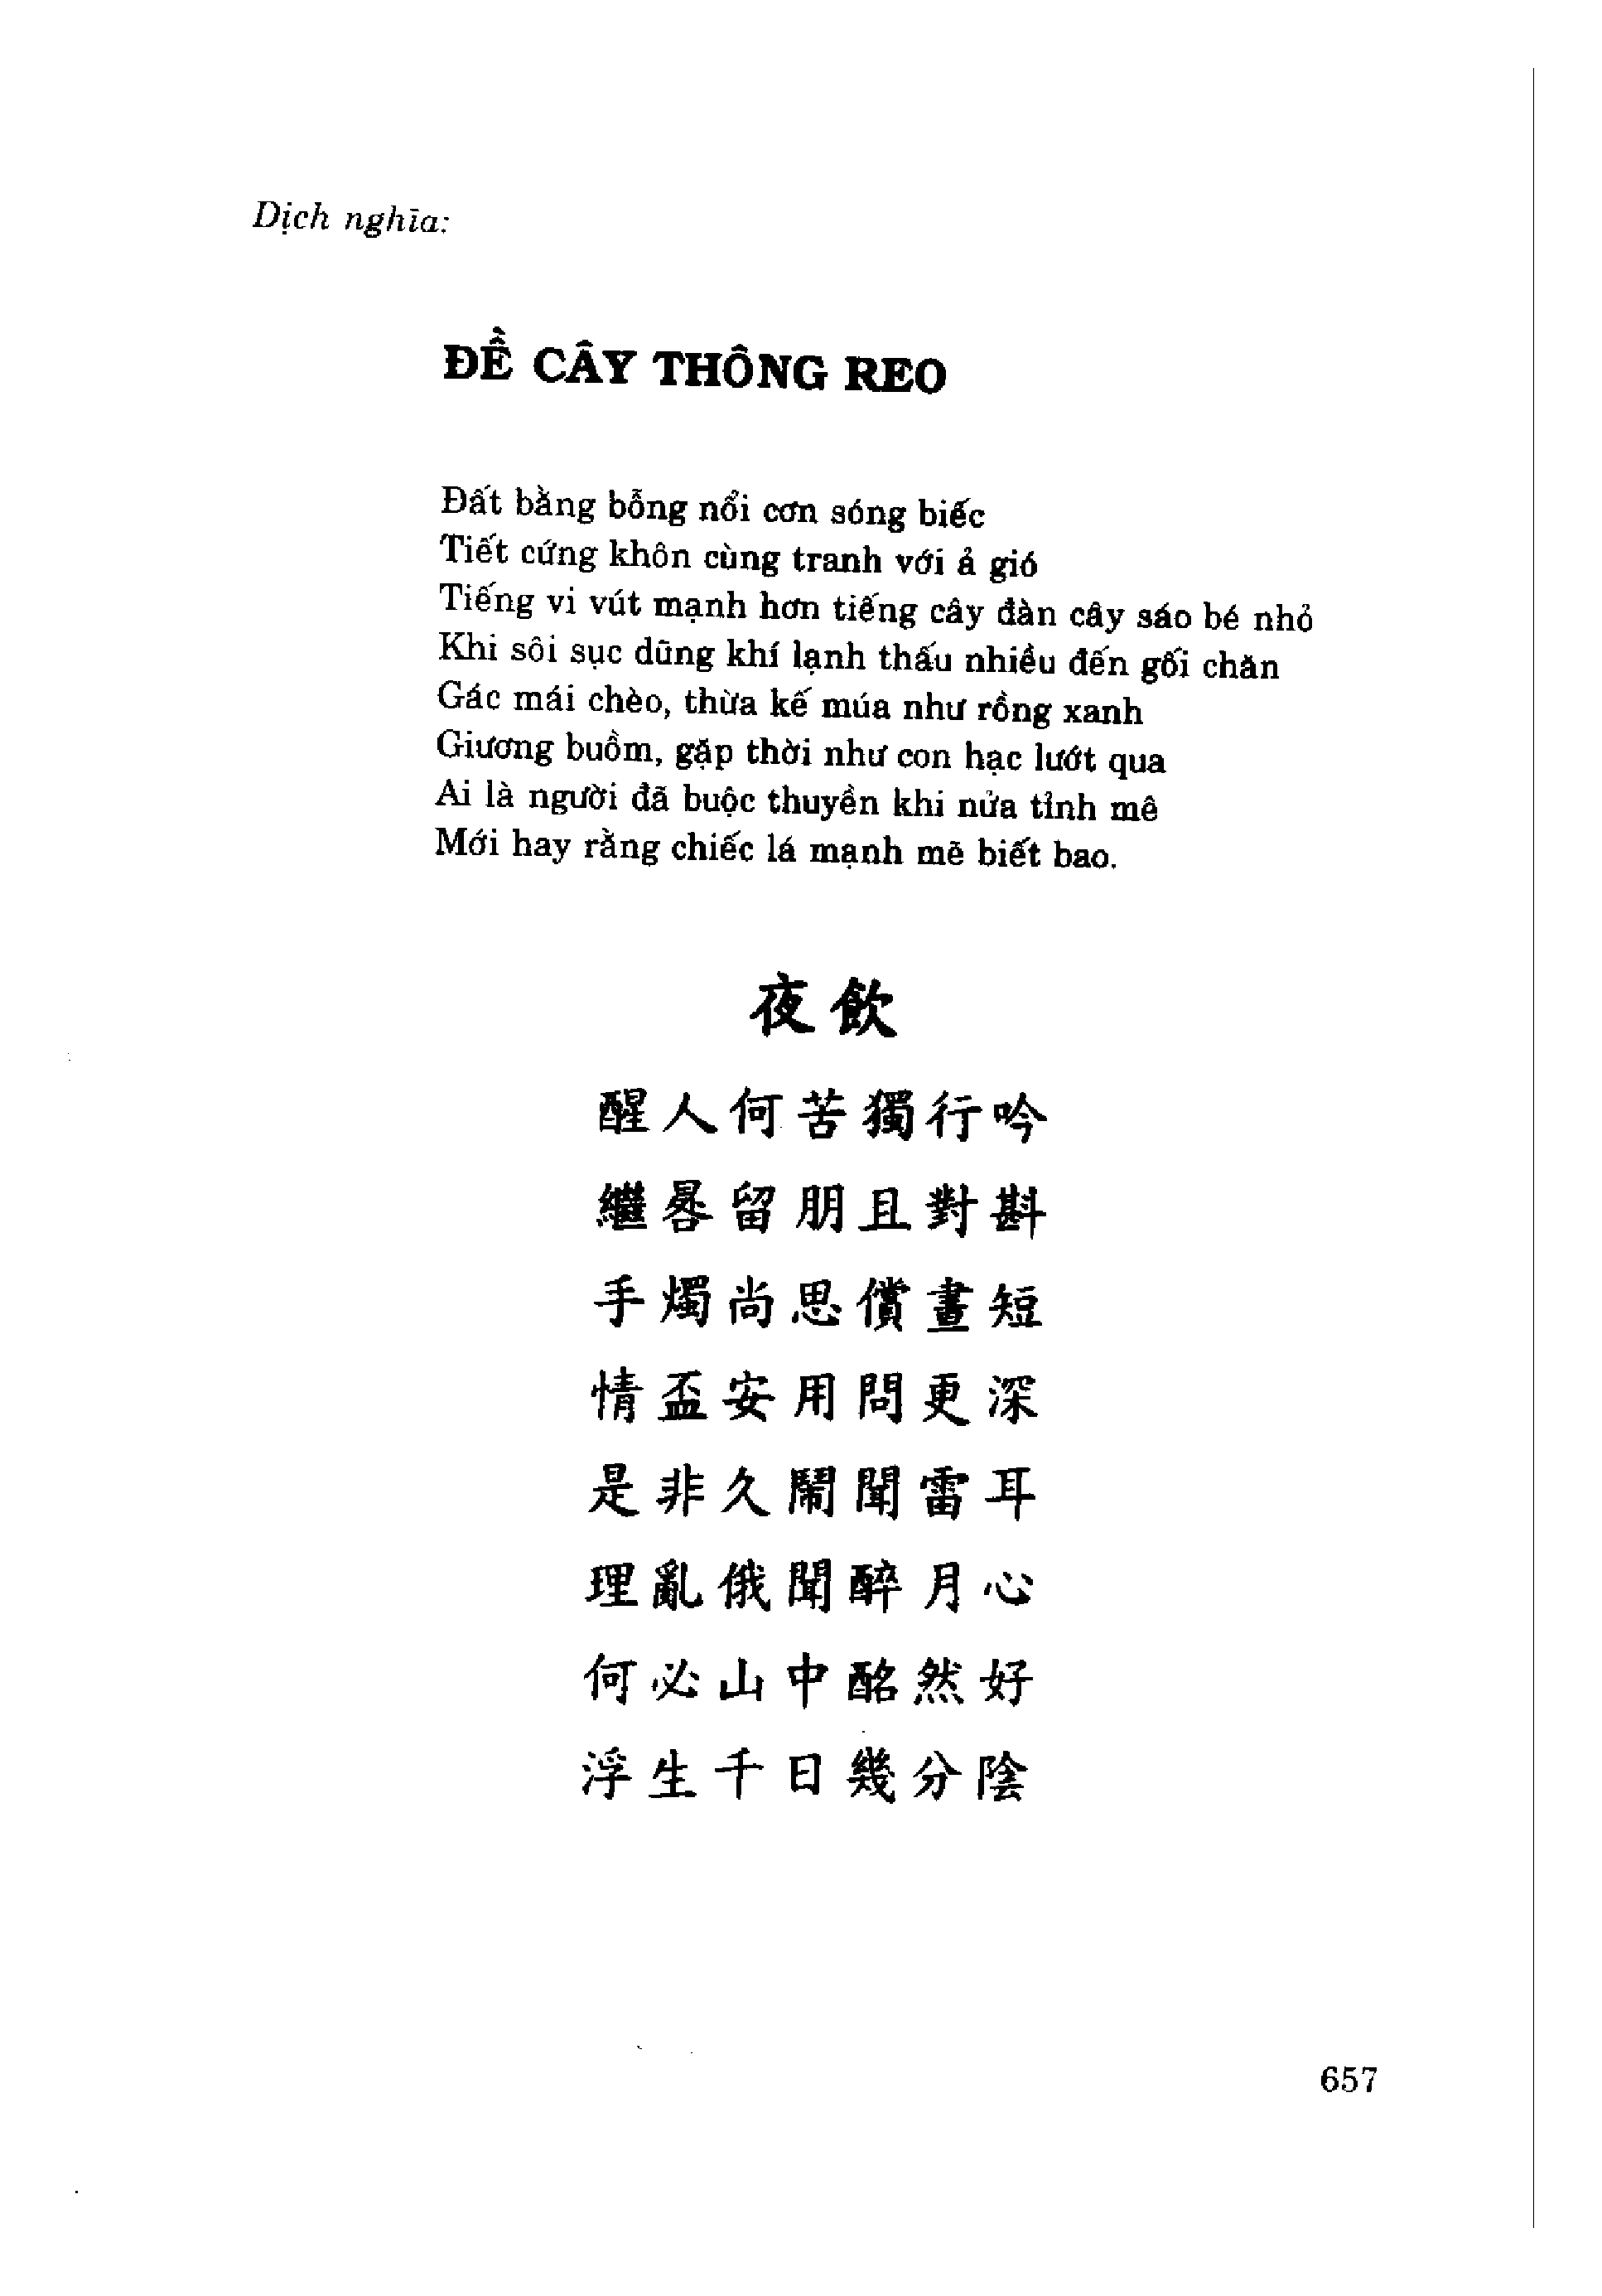 Dịch nghĩa:
ĐỀ CÂY THÔNG REO
Đất bằng bỗng nổi cơn sóng biếc
Tiết cứng khôn cùng tranh với ả gió
Tiếng vi vút mạnh hơn tiếng cây đàn cây sáo bé nhỏ
Khi sôi sục dũng khí lạnh thấu nhiều đến gối chăn
Gác mái chèo, thừa kế múa như rồng xanh
Giương buồm, gặp thời như con hạc lướt qua
Ai là người đã buộc thuyền khi nửa tỉnh mê
Mới hay rằng chiếc lá mạnh mẽ biết bao.
夜飲
醒人何苦獨行吟
繼晷留朋且對斟
手燭尚思償晝短
情盃安用問更深
是非久鬧聞雷耳
理亂俄聞醉月心
何必山中酩然好
浮生千日幾分陰
657